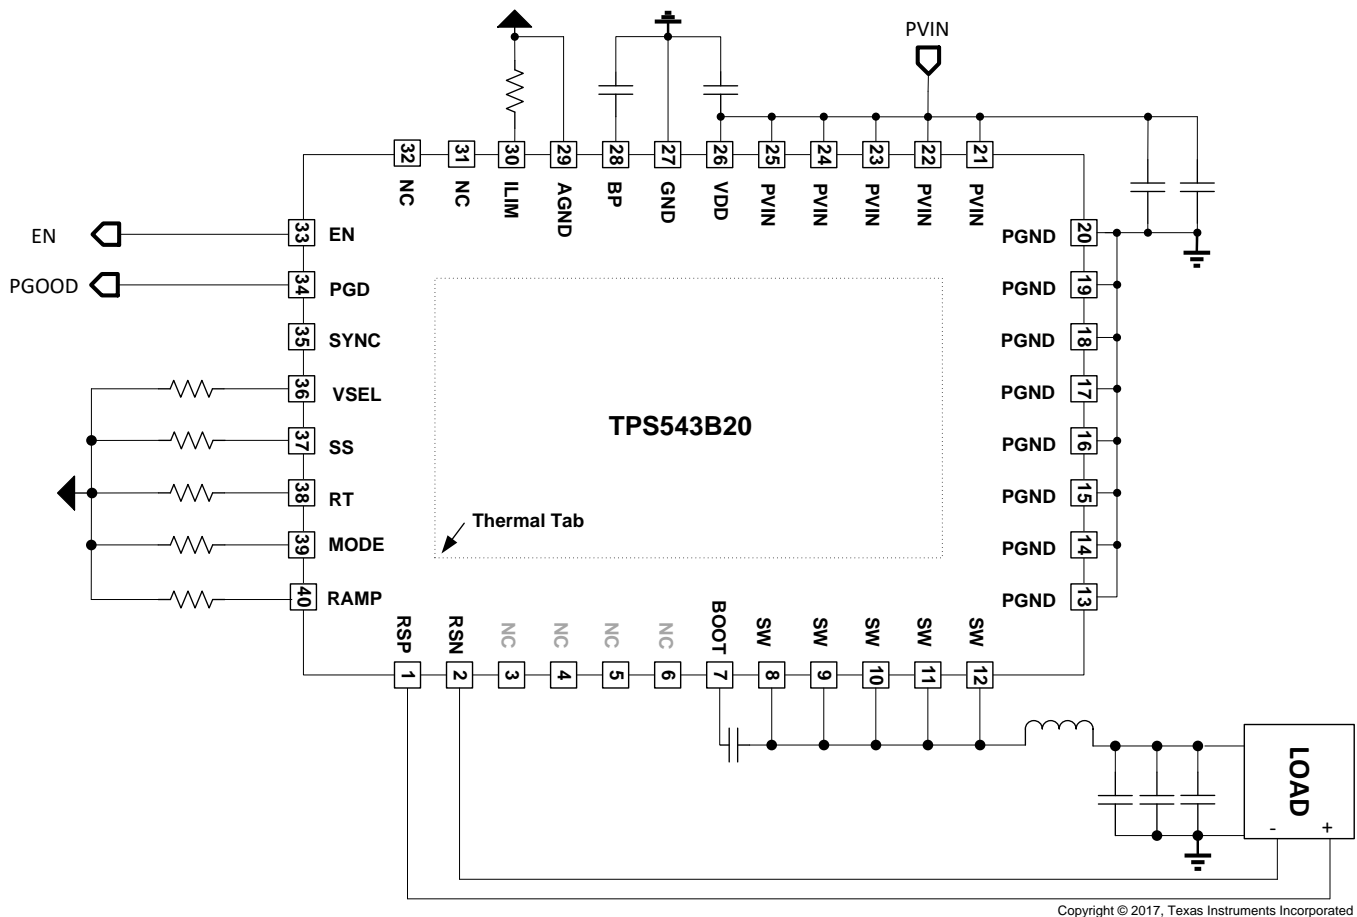 PVIN
32
31
30
29
28
27
26
25
24
23
22
21
NC
NC
ILIM
AGND
BP
GND
VDD
PVIN
PVIN
PVIN
PVIN
PVIN
EN
33
EN
PGOOD
34
PGD
35
SYNC
36
VSEL
37
SS
38
RT
39
MODE
40
RAMP
PGND
20
PGND
19
PGND
18
PGND
17
PGND
16
PGND
15
PGND
14
PGND
13
TPS543B20
Thermal Tab
RSP
RSN
NC
NC
NC
NC
BOOT
SW
SW
SW
SW
SW
1
2
3
4
5
6
7
8
9
10
11
12
LOAD
- +
Copyright © 2017, Texas Instruments Incorporated